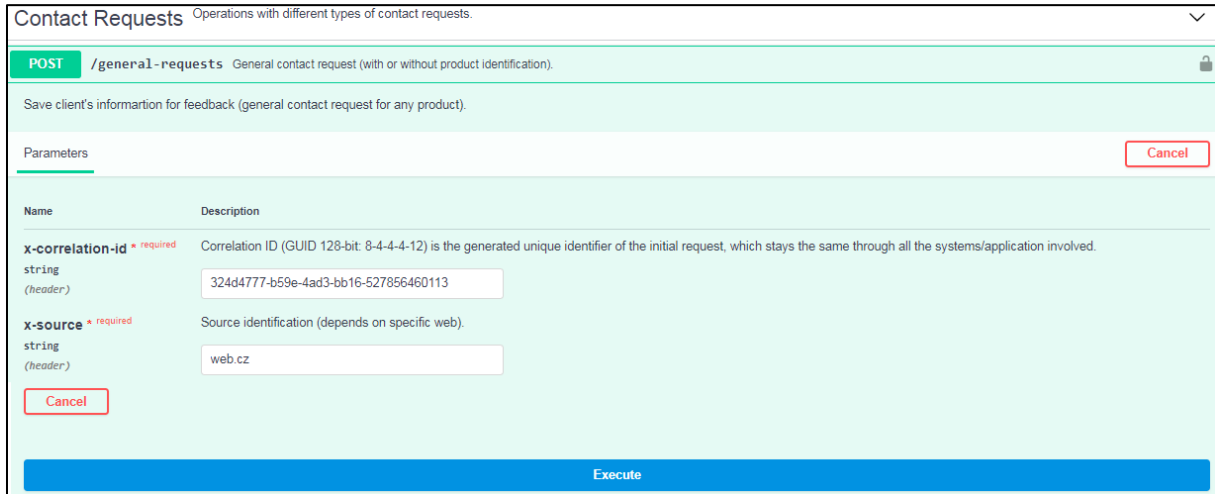 Contact Requests Operations with different types of contact requests.
POST /general-requests General contact request (with or without product identification).
Save client's informartion for feedback (general contact request for any product).
Parameters Cancel
Name Description
x-correlation-id * required Correlation ID (GUID 128-bit: 8-4-4-4-12) is the generated unique identifier of the initial request, which stays the same through all the systems/application involved.
string
(header)
324d4777-b59e-4ad3-bb16-527856460113
x-source * required Source identification (depends on specific web).
string
(header)
web.cz
Cancel
Execute